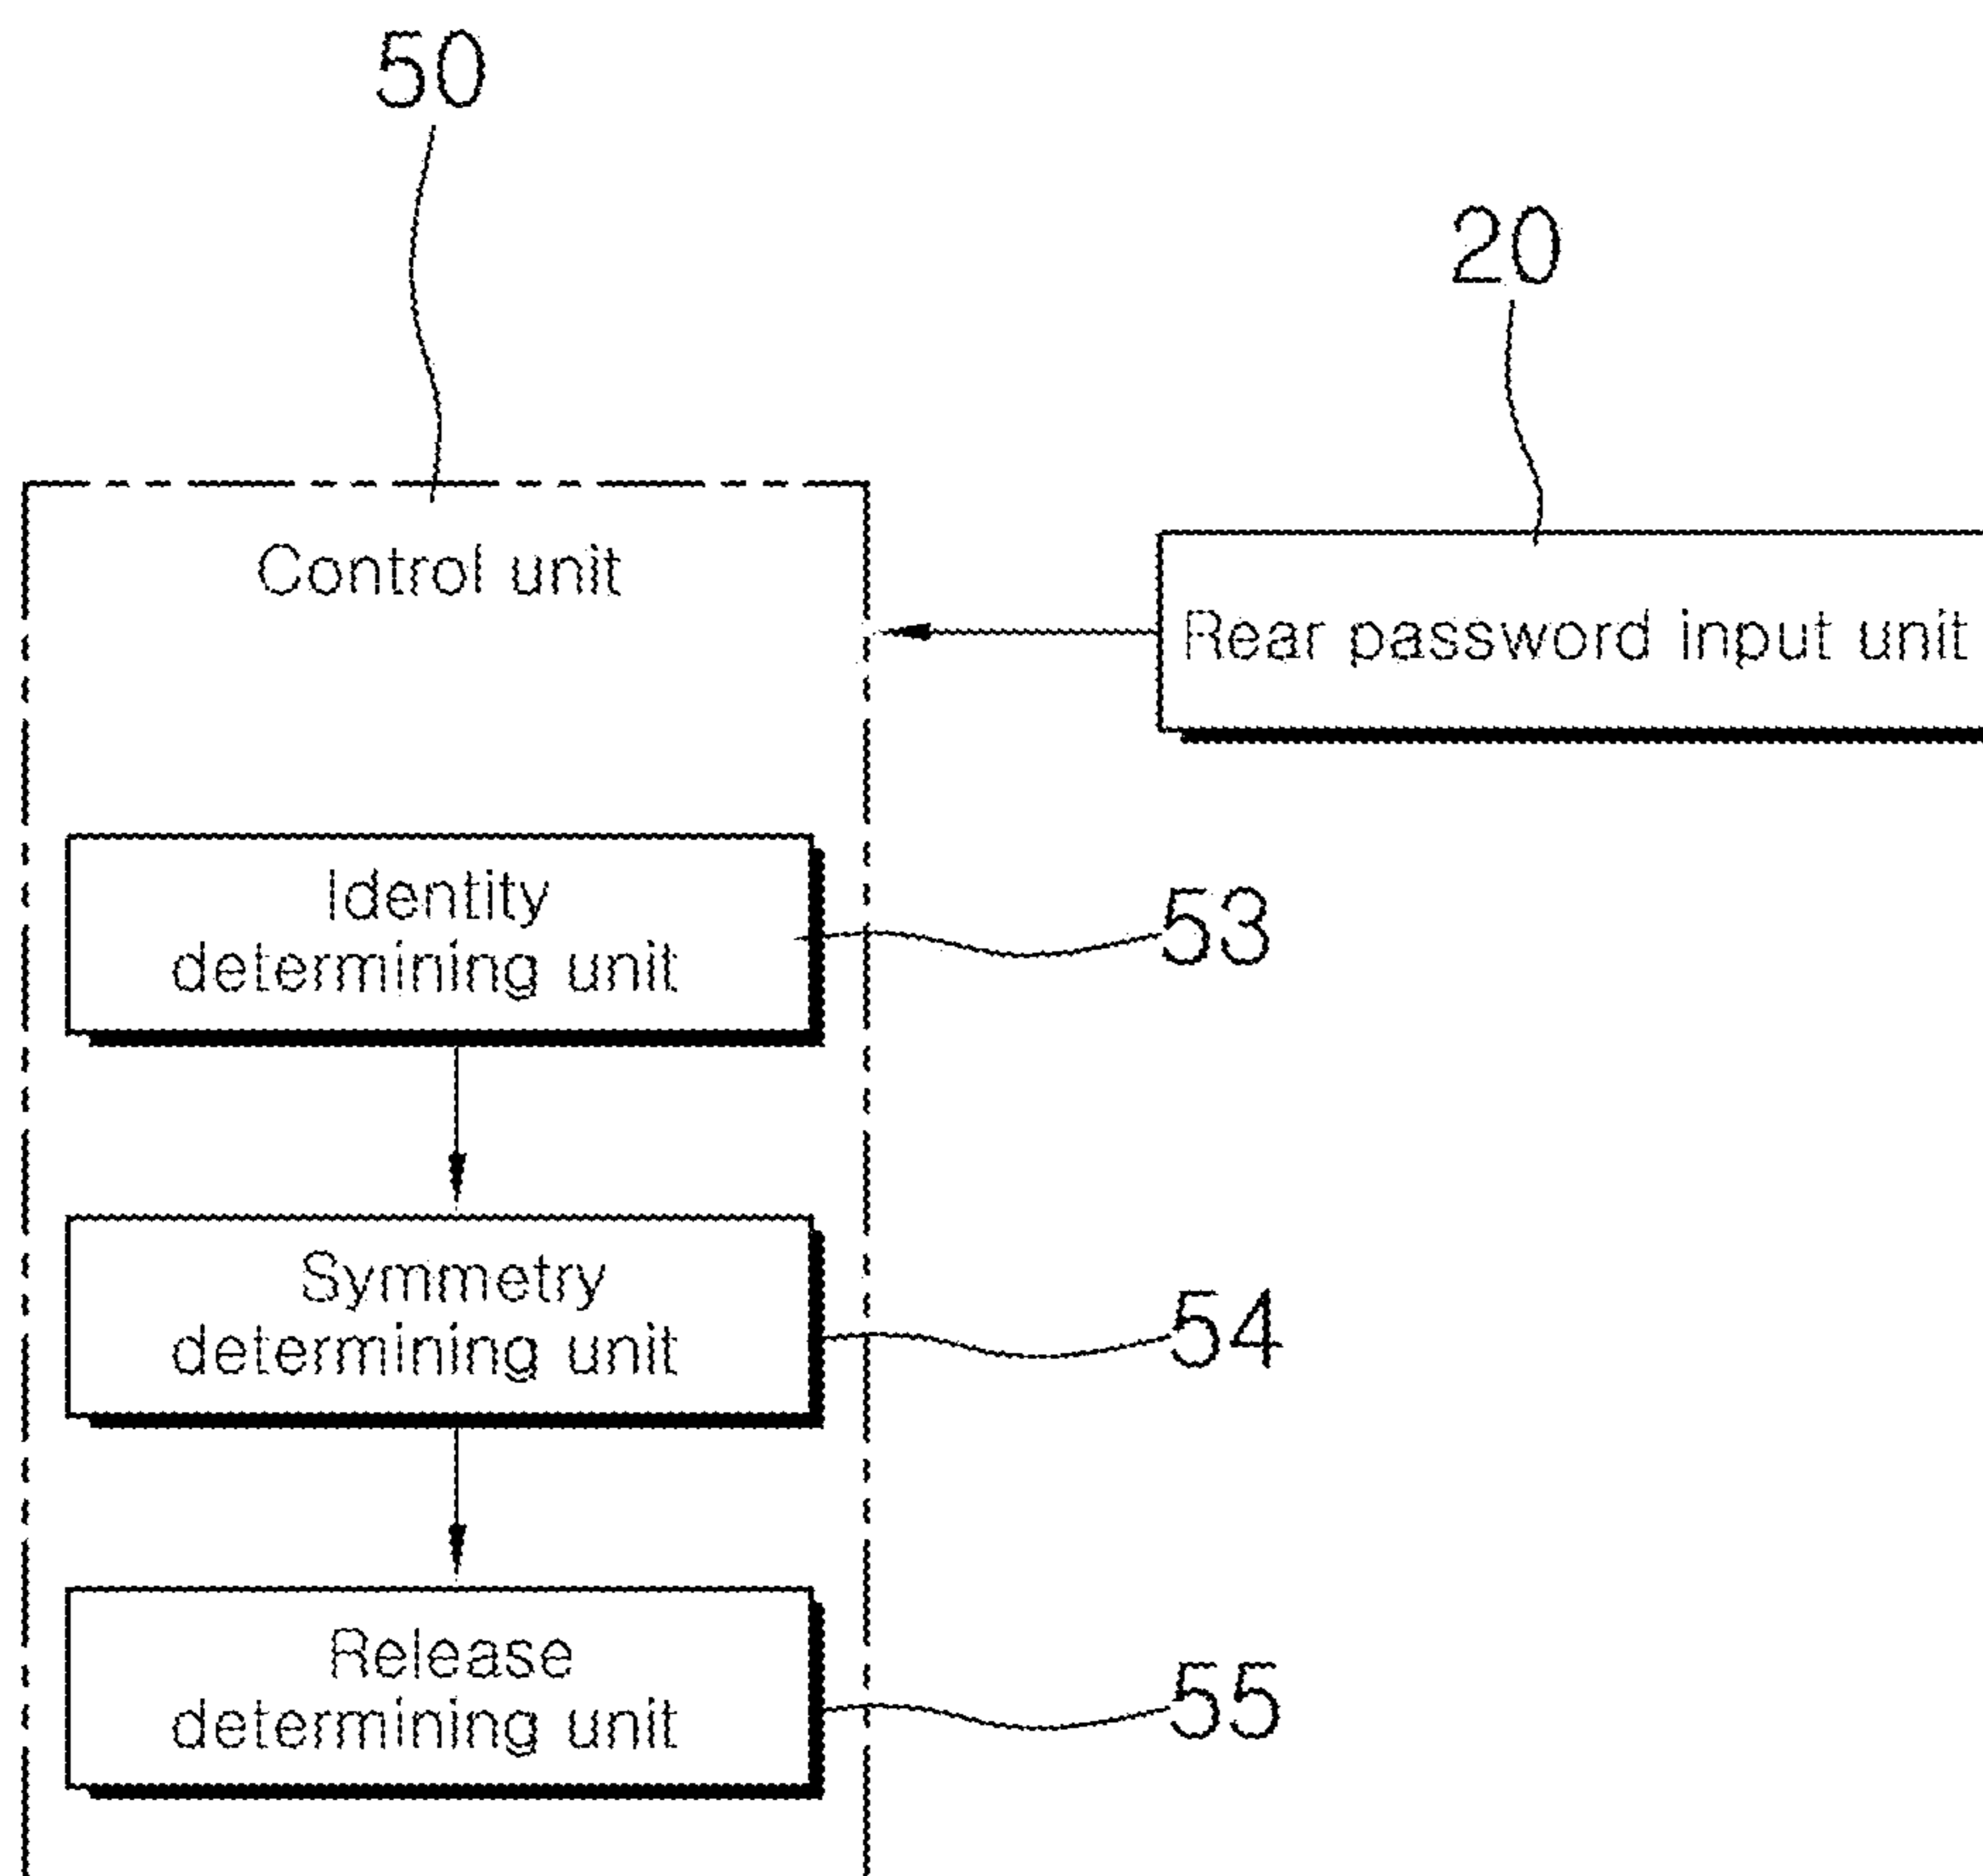 50
20
Control unit
Rear password input unit
Identity
determining unit
53
Symmetry
determining unit
54
Release
determining unit
55